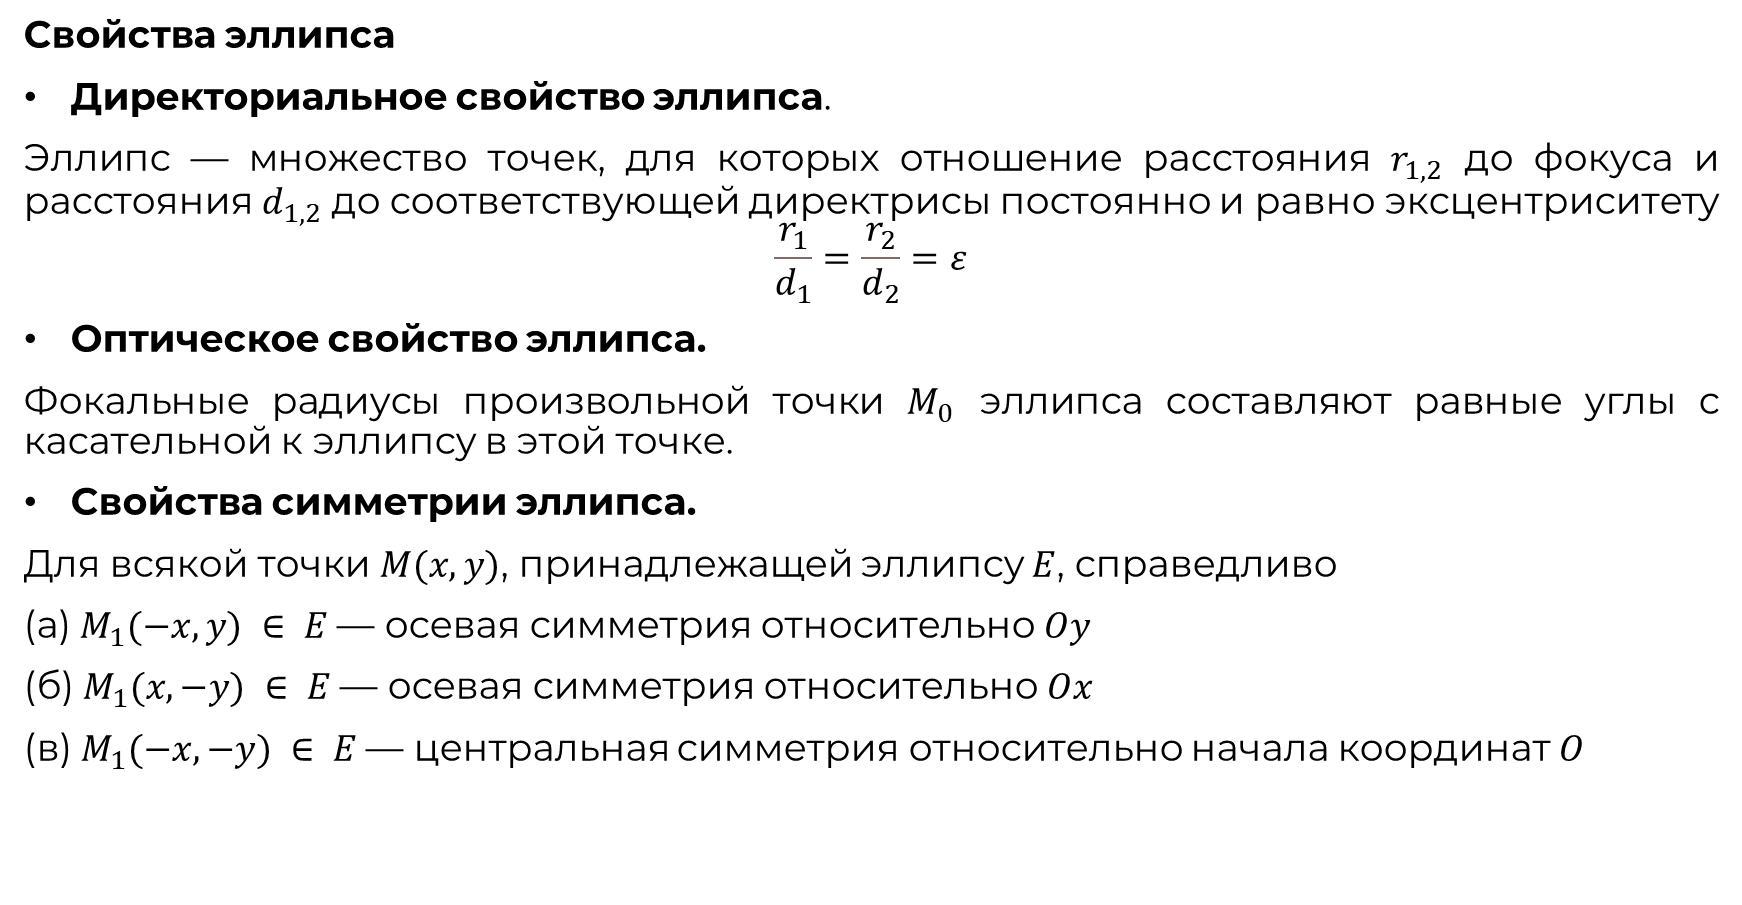 Свойства эллипса
• Директориальное свойство эллипса.
Эллипс — множество точек, для которых отношение расстояния r₁,₂ до фокуса и
расстояния d₁,₂ до соответствующей директрисы постоянно и равно эксцентриситету
r₁/d₁ = r₂/d₂ = ε
• Оптическое свойство эллипса.
Фокальные радиусы произвольной точки M₀ эллипса составляют равные углы с
касательной к эллипсу в этой точке.
• Свойства симметрии эллипса.
Для всякой точки M(x, y), принадлежащей эллипсу E, справедливо
(а) M₁(−x, y) ∈ E — осевая симметрия относительно Oy
(б) M₁(x, −y) ∈ E — осевая симметрия относительно Ox
(в) M₁(−x, −y) ∈ E — центральная симметрия относительно начала координат O